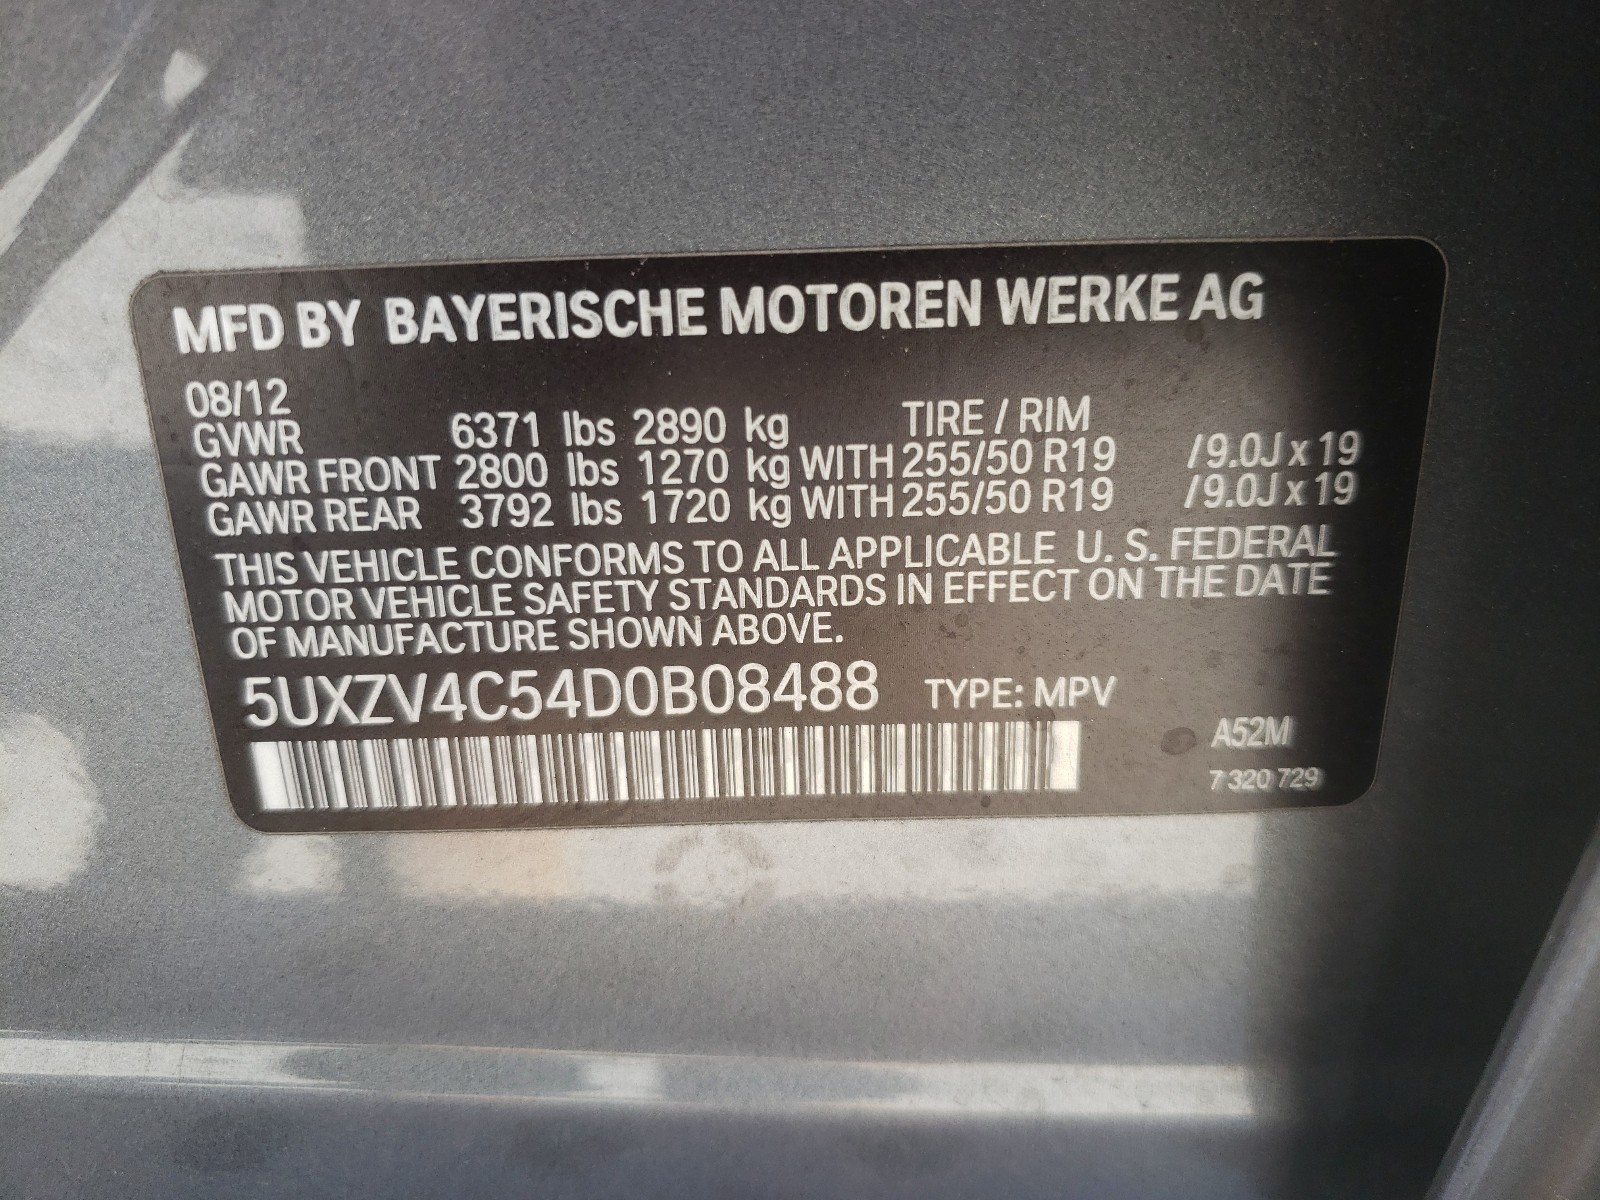 MFD BY BAYERISCHE MOTOREN WERKE AG
08/12
GVWR 6371 lbs 2890 kg TIRE / RIM
GAWR FRONT 2800 lbs 1270 kg WITH 255/50 R19 /9.0J x 19
GAWR REAR 3792 lbs 1720 kg WITH 255/50 R19 /9.0J x 19
THIS VEHICLE CONFORMS TO ALL APPLICABLE U. S. FEDERAL
MOTOR VEHICLE SAFETY STANDARDS IN EFFECT ON THE DATE
OF MANUFACTURE SHOWN ABOVE.
5UXZV4C54D0B08488 TYPE: MPV
A52M
7 320 729